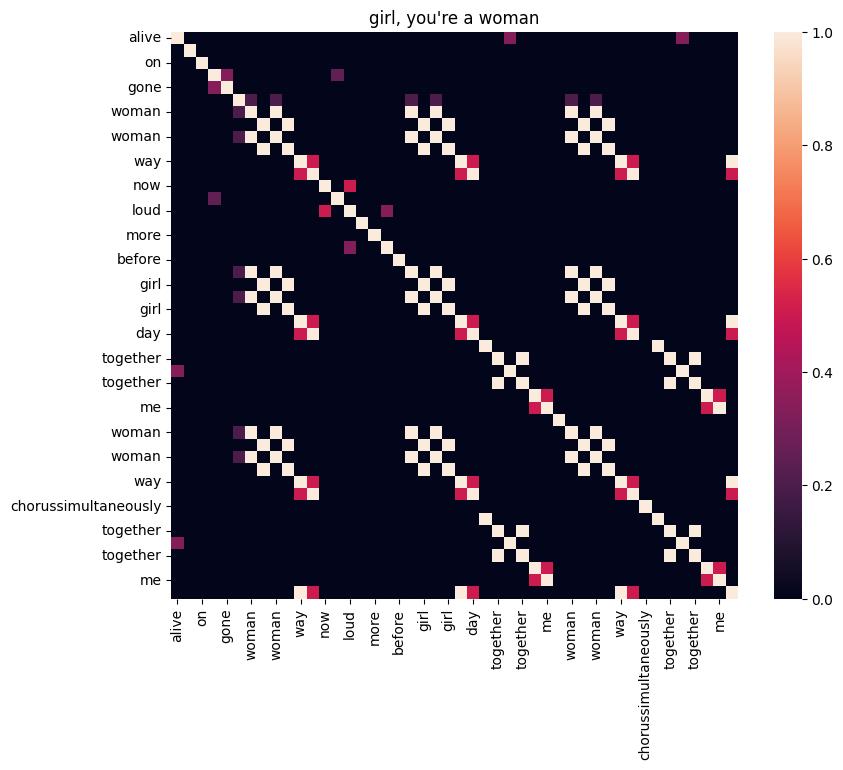 girl, you're a woman
alive
on
gone
woman
woman
way
now
loud
more
before
girl
girl
day
together
together
me
woman
woman
way
chorussimultaneously
together
together
me
1.0
0.8
0.6
0.4
0.2
0.0
alive
on
gone
woman
woman
way
now
loud
more
before
girl
girl
day
together
together
me
woman
woman
way
chorussimultaneously
together
together
me